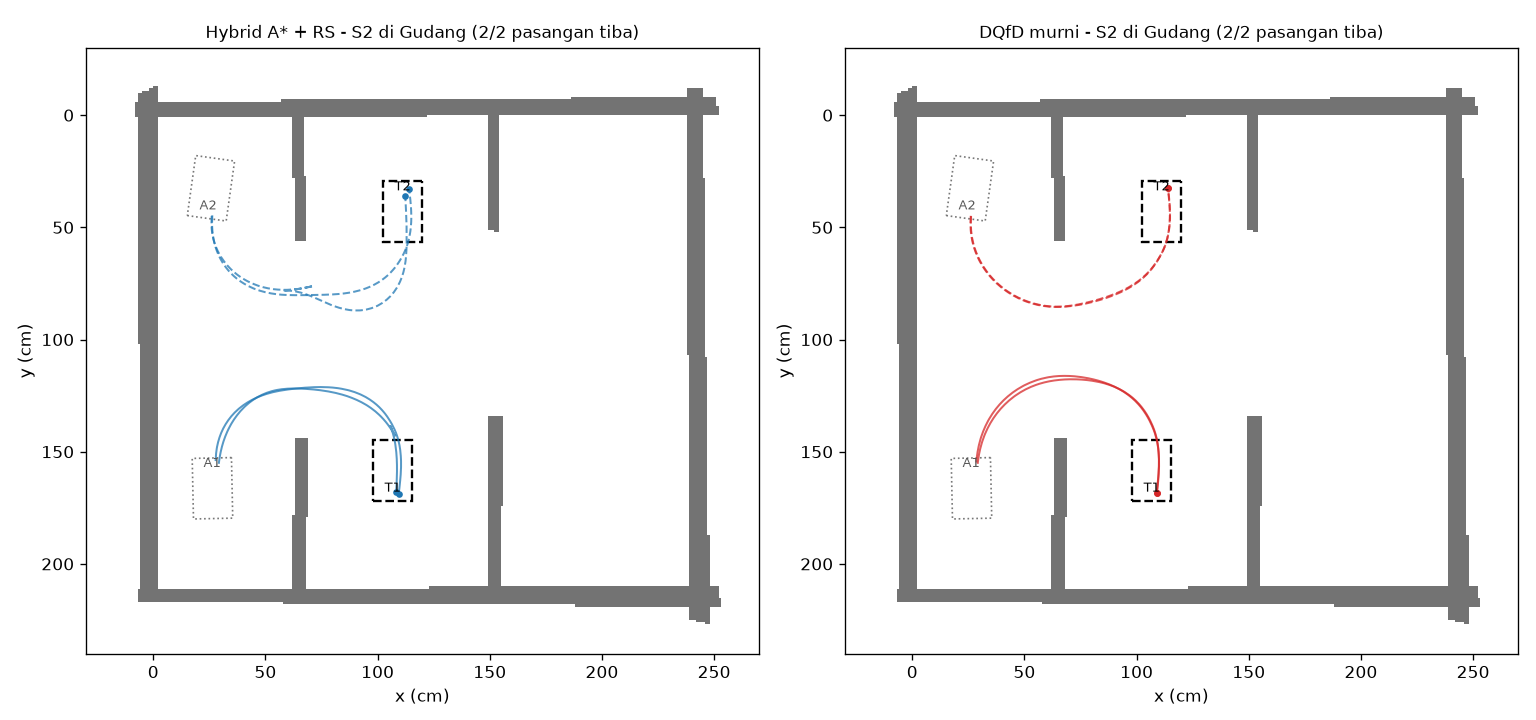 Hybrid A* + RS - S2 di Gudang (2/2 pasangan tiba)
0
50
100
150
200
y (cm)
A2
T2
A1
T1
0
50
100
150
200
250
x (cm)
DQfD murni - S2 di Gudang (2/2 pasangan tiba)
0
50
100
150
200
y (cm)
A2
T2
A1
T1
0
50
100
150
200
250
x (cm)